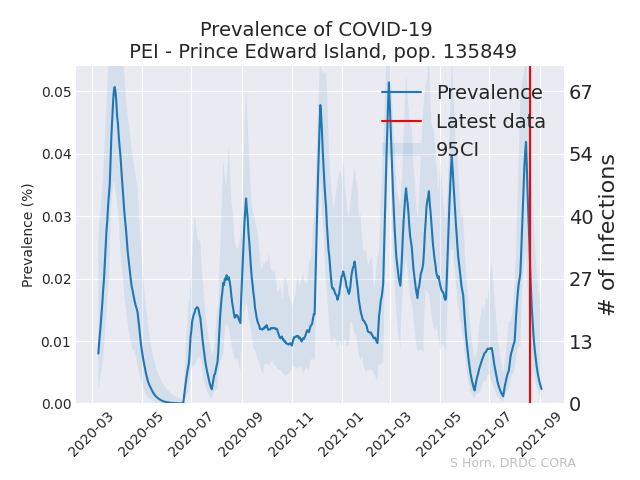 Prevalence of COVID-19
PEI - Prince Edward Island, pop. 135849
Prevalence
Latest data
95CI
Prevalence (%)
0.05
0.04
0.03
0.02
0.01
0.00
67
54
40
27
13
0
# of infections
2020-03
2020-05
2020-07
2020-09
2020-11
2021-01
2021-03
2021-05
2021-07
2021-09
S Horn, DRDC CORA